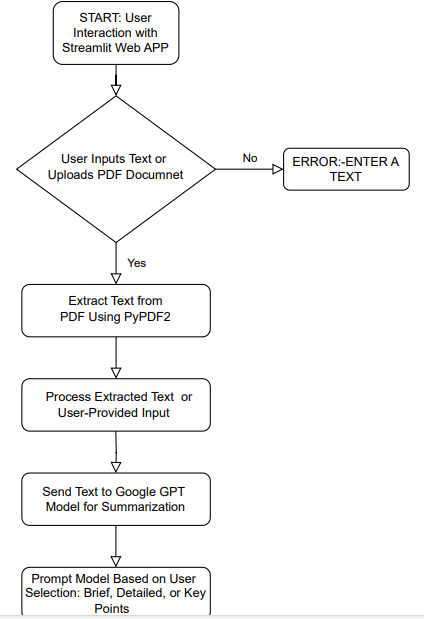 START: User
Interaction with
Streamlit Web APP
User Inputs Text or
Uploads PDF Documnet
No
ERROR:-ENTER A
TEXT
Yes
Extract Text from
PDF Using PyPDF2
Process Extracted Text or
User-Provided Input
Send Text to Google GPT
Model for Summarization
Prompt Model Based on User
Selection: Brief, Detailed, or Key
Points